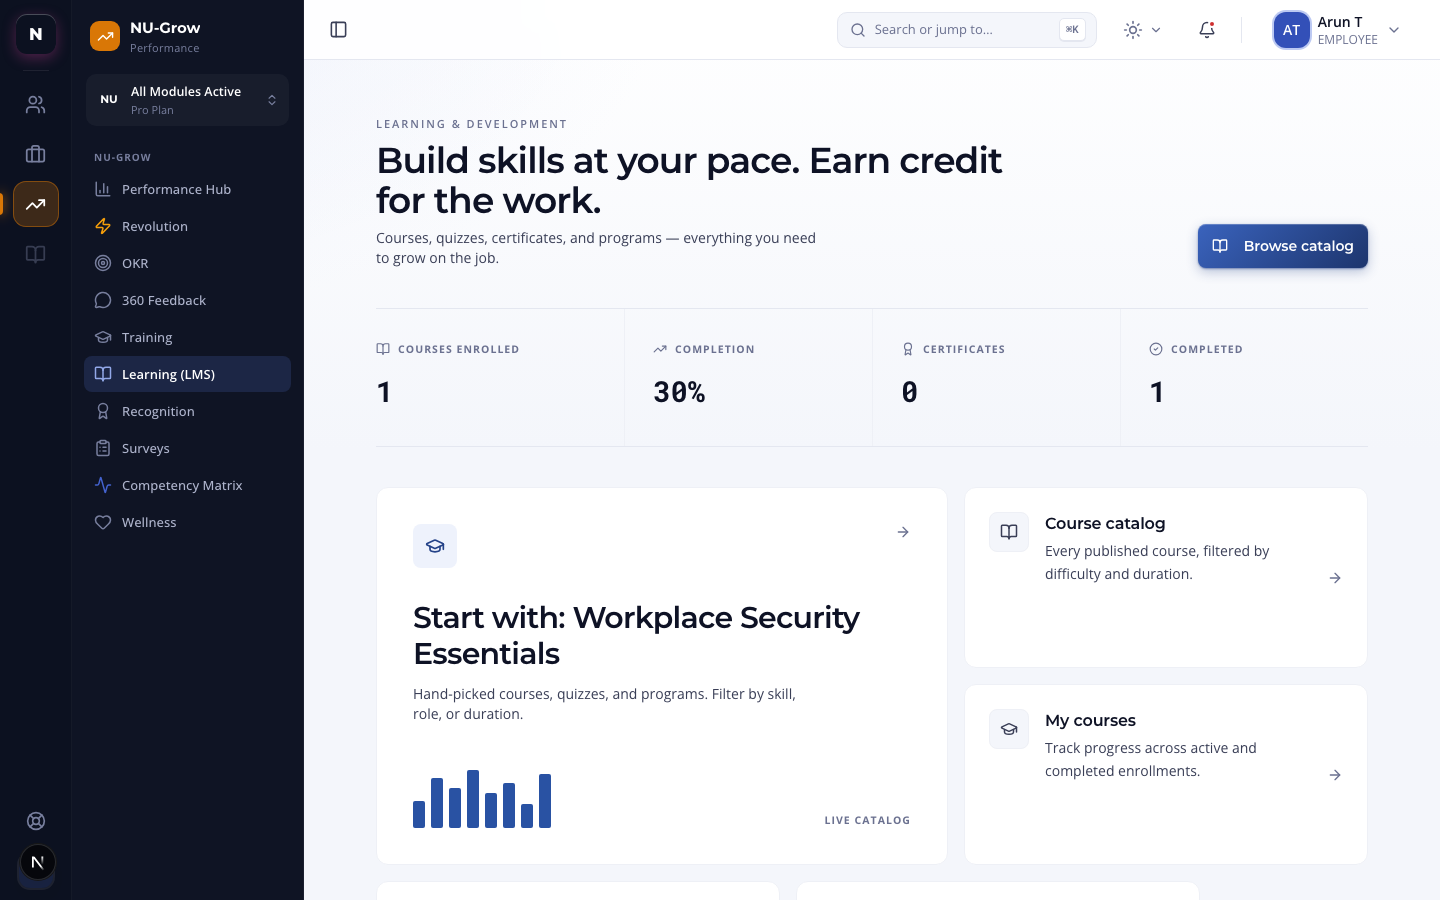 N
NU-Grow
Performance
NU
All Modules Active
Pro Plan
NU-GROW
Performance Hub
Revolution
OKR
360 Feedback
Training
Learning (LMS)
Recognition
Surveys
Competency Matrix
Wellness
N
Search or jump to...
⌘K
AT
Arun T
EMPLOYEE
LEARNING & DEVELOPMENT
Build skills at your pace. Earn credit
for the work.
Courses, quizzes, certificates, and programs — everything you need
to grow on the job.
Browse catalog
COURSES ENROLLED
1
COMPLETION
30%
CERTIFICATES
0
COMPLETED
1
Start with: Workplace Security
Essentials
Hand-picked courses, quizzes, and programs. Filter by skill,
role, or duration.
LIVE CATALOG
Course catalog
Every published course, filtered by
difficulty and duration.
My courses
Track progress across active and
completed enrollments.